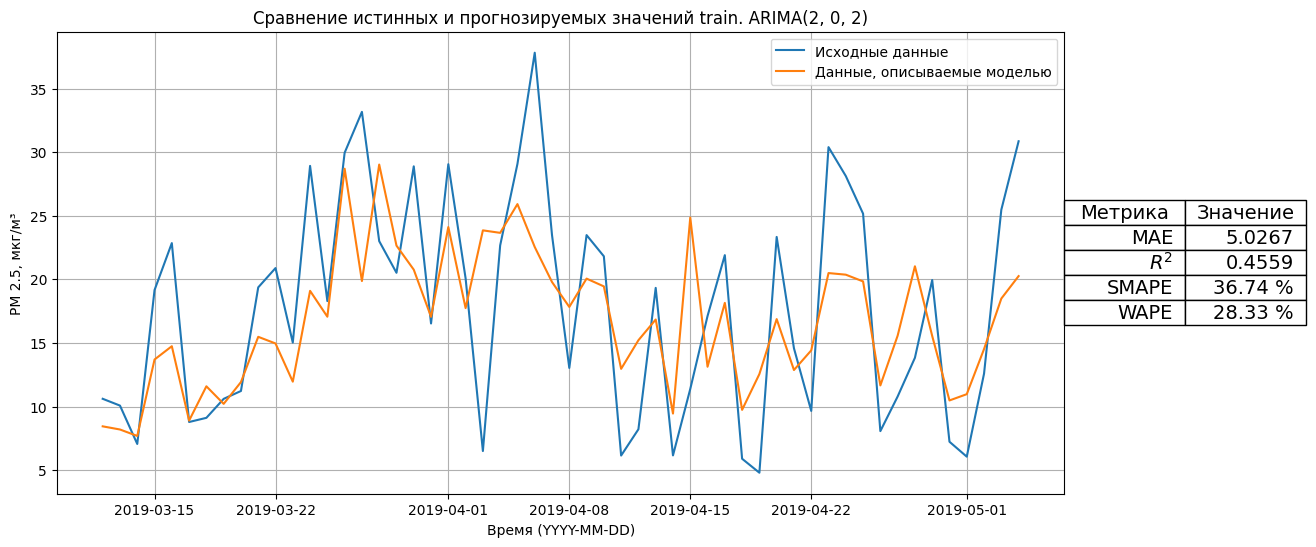 Сравнение истинных и прогнозируемых значений train. ARIMA(2, 0, 2)
Исходные данные
Данные, описываемые моделью
PM 2.5, мкг/м³
35
30
25
20
15
10
5
2019-03-15 2019-03-22 2019-04-01 2019-04-08 2019-04-15 2019-04-22 2019-05-01
Время (YYYY-MM-DD)
Метрика Значение
MAE 5.0267
R² 0.4559
SMAPE 36.74 %
WAPE 28.33 %